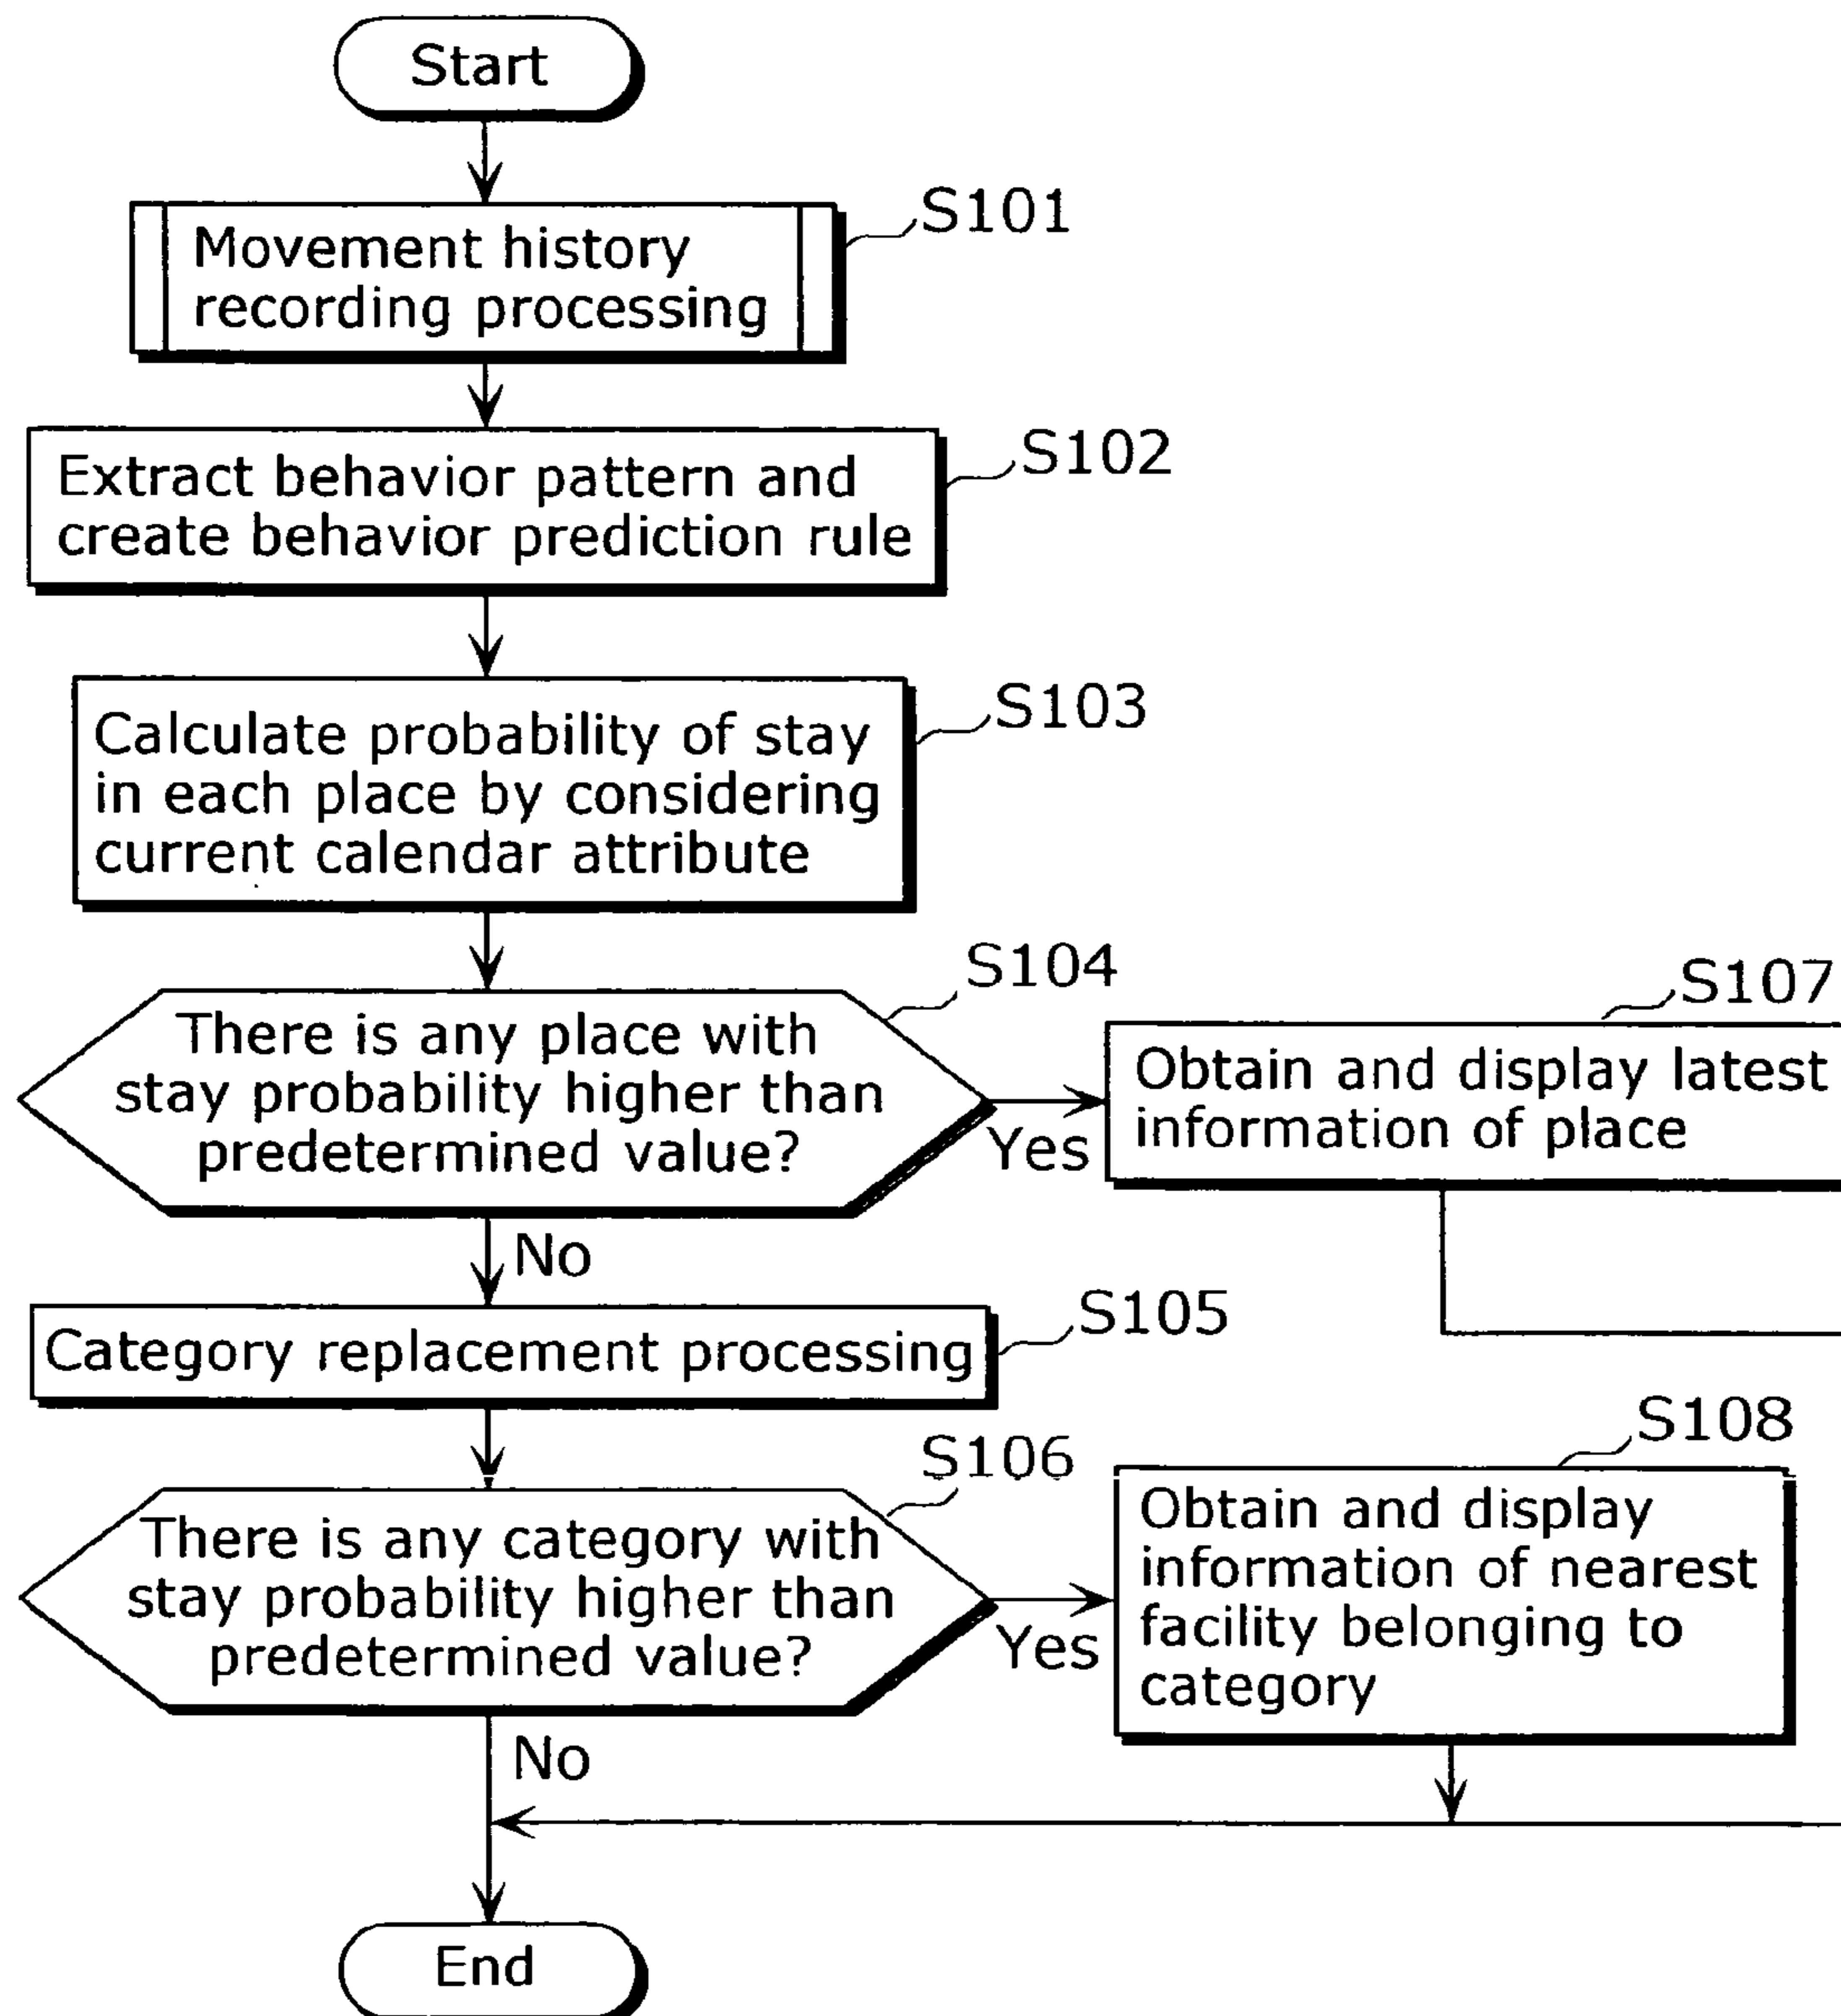 Start
Movement history
recording processing
S101
Extract behavior pattern and
create behavior prediction rule
S102
Calculate probability of stay
in each place by considering
current calendar attribute
S103
There is any place with
stay probability higher than
predetermined value?
S104
Yes
No
Obtain and display latest
information of place
S107
Category replacement processing
S105
There is any category with
stay probability higher than
predetermined value?
S106
Yes
No
Obtain and display
information of nearest
facility belonging to
category
S108
End